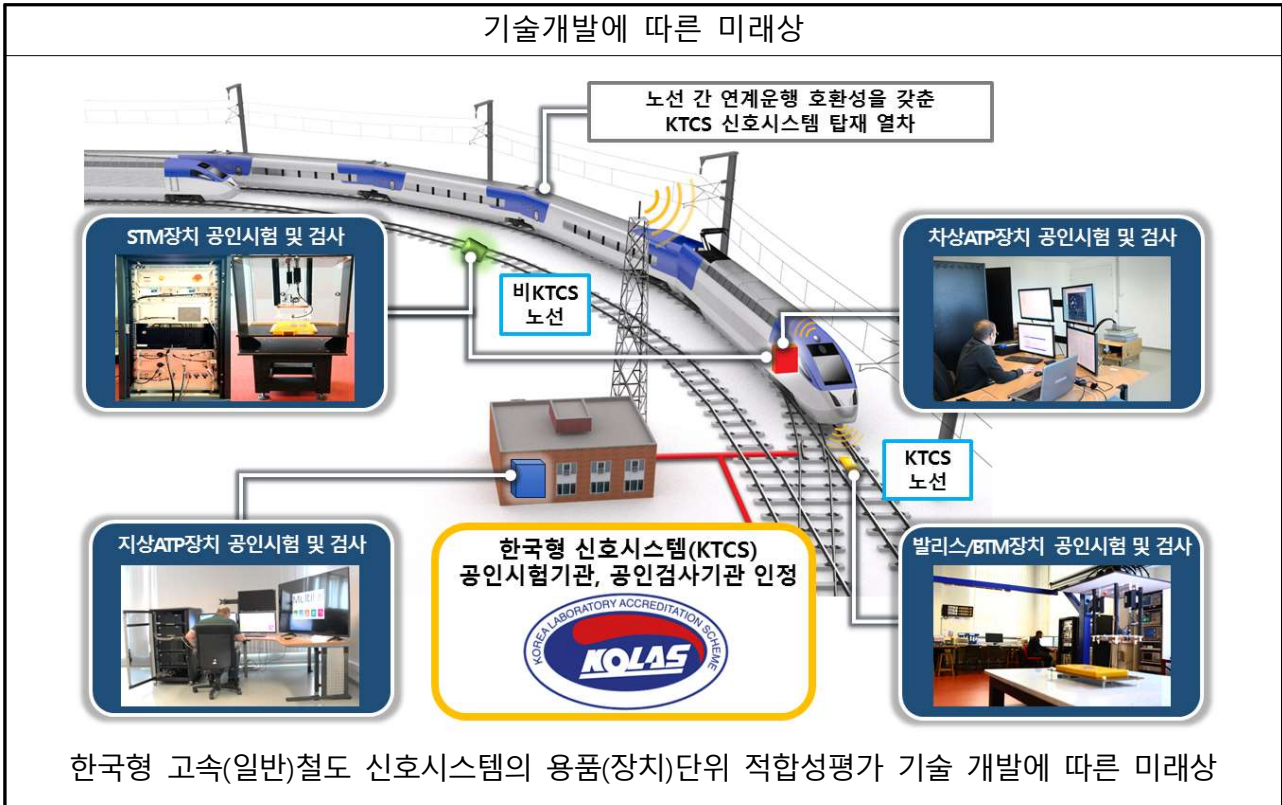 기술개발에 따른 미래상
노선 간 연계운행 호환성을 갖춘
KTCS 신호시스템 탑재 열차
STM장치 공인시험 및 검사
차상ATP장치 공인시험 및 검사
비KTCS
노선
KTCS
노선
지상ATP장치 공인시험 및 검사
한국형 신호시스템(KTCS)
공인시험기관, 공인검사기관 인정
KOREA LABORATORY ACCREDITATION SCHEME
KOLAS
발리스/BTM장치 공인시험 및 검사
한국형 고속(일반)철도 신호시스템의 용품(장치)단위 적합성평가 기술 개발에 따른 미래상